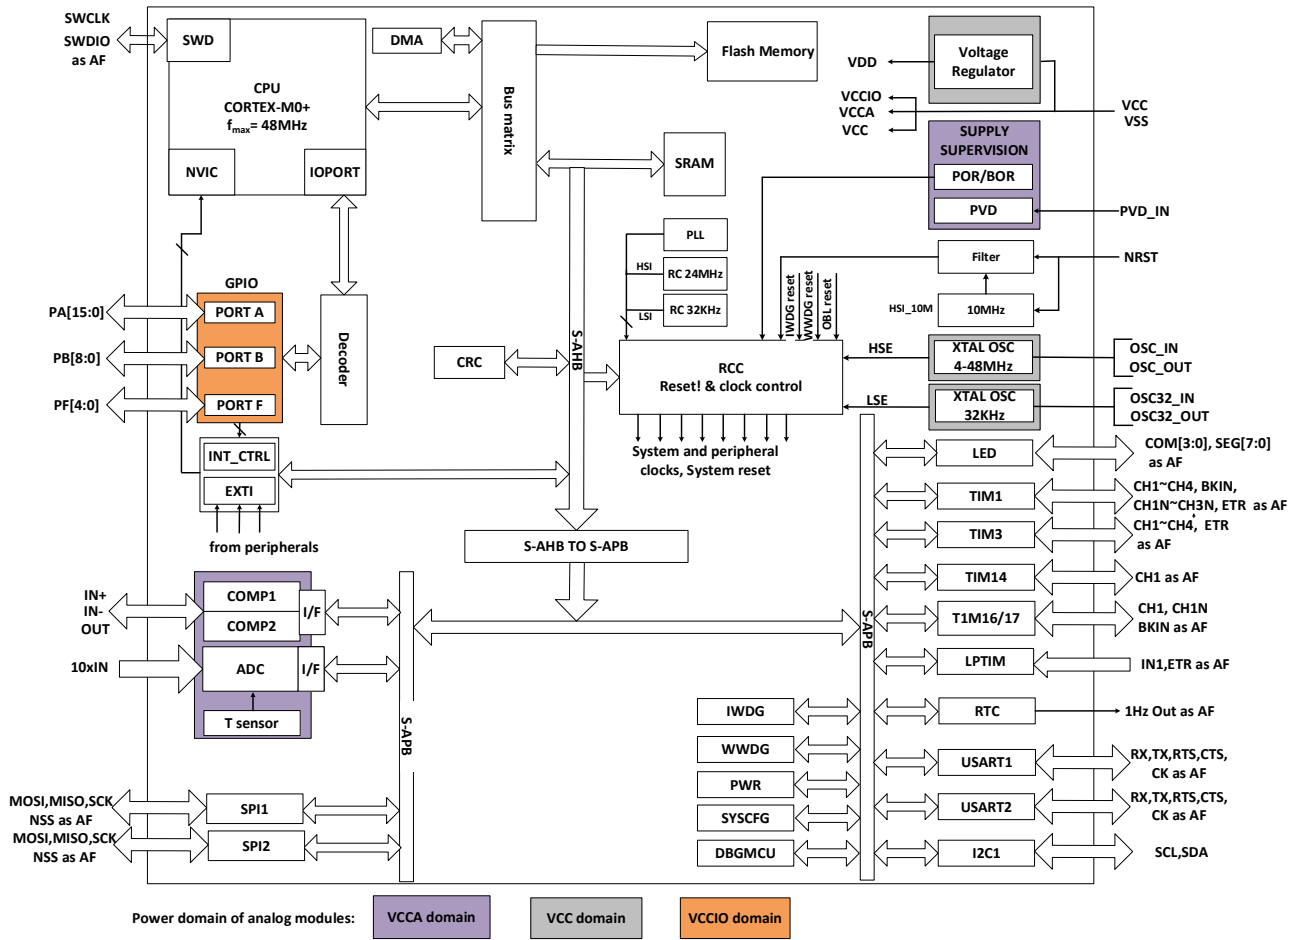 SWCLK
SWDIO
as AF
SWD
CPU
CORTEX-M0+
fmax= 48MHz
NVIC
IOPORT
DMA
Bus matrix
Flash Memory
SRAM
VDD
Voltage
Regulator
VCCIO
VCCA
VCC
VCC
VSS
SUPPLY
SUPERVISION
POR/BOR
PVD
PVD_IN
Filter
NRST
HSI_10M
10MHz
PLL
HSI
RC 24MHz
LSI
RC 32KHz
IWDG reset
WWDG reset
OBL reset
GPIO
PA[15:0]
PORT A
PB[8:0]
PORT B
PF[4:0]
PORT F
Decoder
CRC
S-AHB
RCC
Reset! & clock control
HSE
XTAL OSC
4-48MHz
OSC_IN
OSC_OUT
LSE
XTAL OSC
32KHz
OSC32_IN
OSC32_OUT
System and peripheral
clocks, System reset
INT_CTRL
EXTI
from peripherals
S-AHB TO S-APB
LED
COM[3:0], SEG[7:0]
as AF
TIM1
CH1~CH4, BKIN,
CH1N~CH3N, ETR as AF
TIM3
CH1~CH4, ETR
as AF
TIM14
CH1 as AF
T1M16/17
CH1, CH1N
BKIN as AF
LPTIM
IN1,ETR as AF
RTC
1Hz Out as AF
USART1
RX,TX,RTS,CTS,
CK as AF
USART2
RX,TX,RTS,CTS,
CK as AF
I2C1
SCL,SDA
S-APB
IN+
IN-
OUT
COMP1
COMP2
I/F
10xIN
ADC
I/F
T sensor
S-APB
IWDG
WWDG
PWR
SYSCFG
DBGMCU
MOSI,MISO,SCK
NSS as AF
SPI1
MOSI,MISO,SCK
NSS as AF
SPI2
Power domain of analog modules:
VCCA domain
VCC domain
VCCIO domain